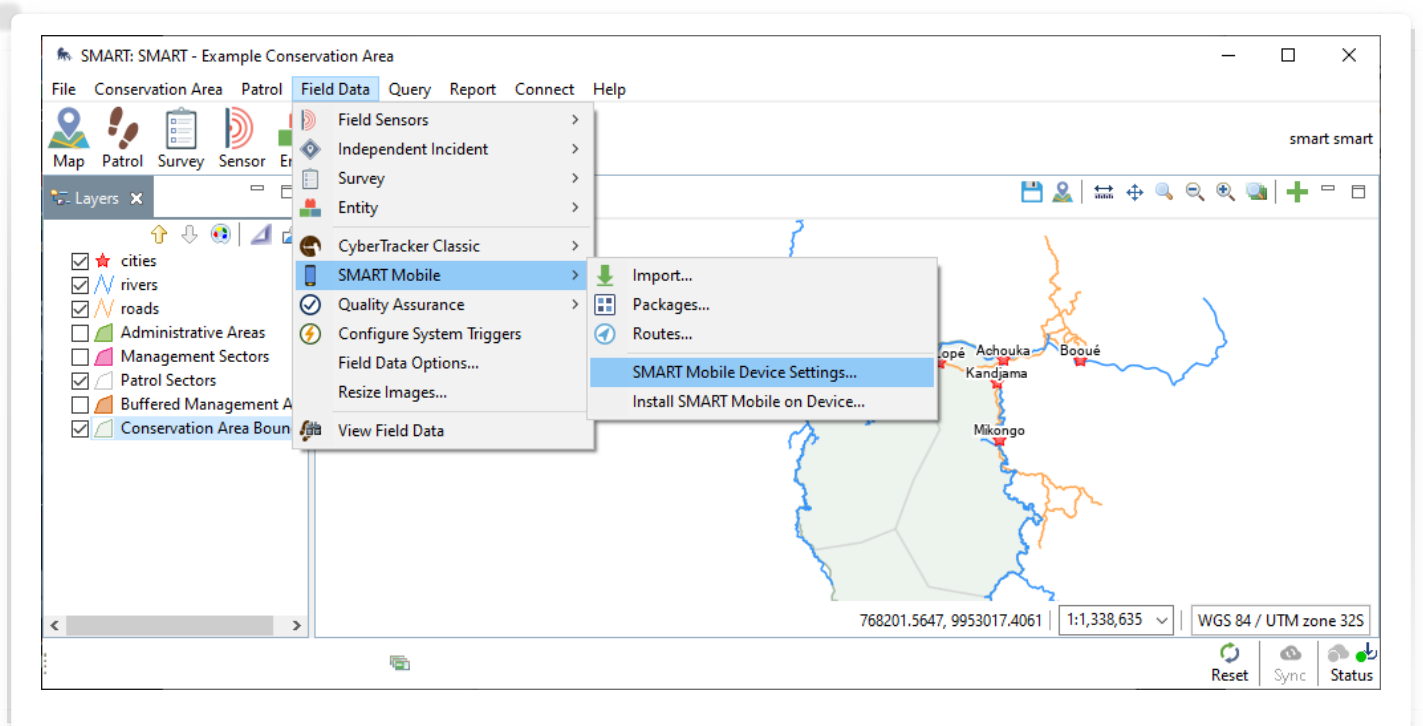 SMART: SMART - Example Conservation Area
File Conservation Area Patrol Field Data Query Report Connect Help
Map Patrol Survey Sensor
smart smart
Layers
cities
rivers
roads
Administrative Areas
Management Sectors
Patrol Sectors
Buffered Management
Conservation Area
Field Sensors
Independent Incident
Survey
Entity
CyberTracker Classic
SMART Mobile
Quality Assurance
Configure System Triggers
Field Data Options...
Resize Images...
View Field Data
Import...
Packages...
Routes...
SMART Mobile Device Settings...
Install SMART Mobile on Device...
Achouka Booué
Kandjama
Mikongo
768201.5647, 9953017.4061 1:1,338,635 WGS 84 / UTM zone 32S
Reset Sync Status